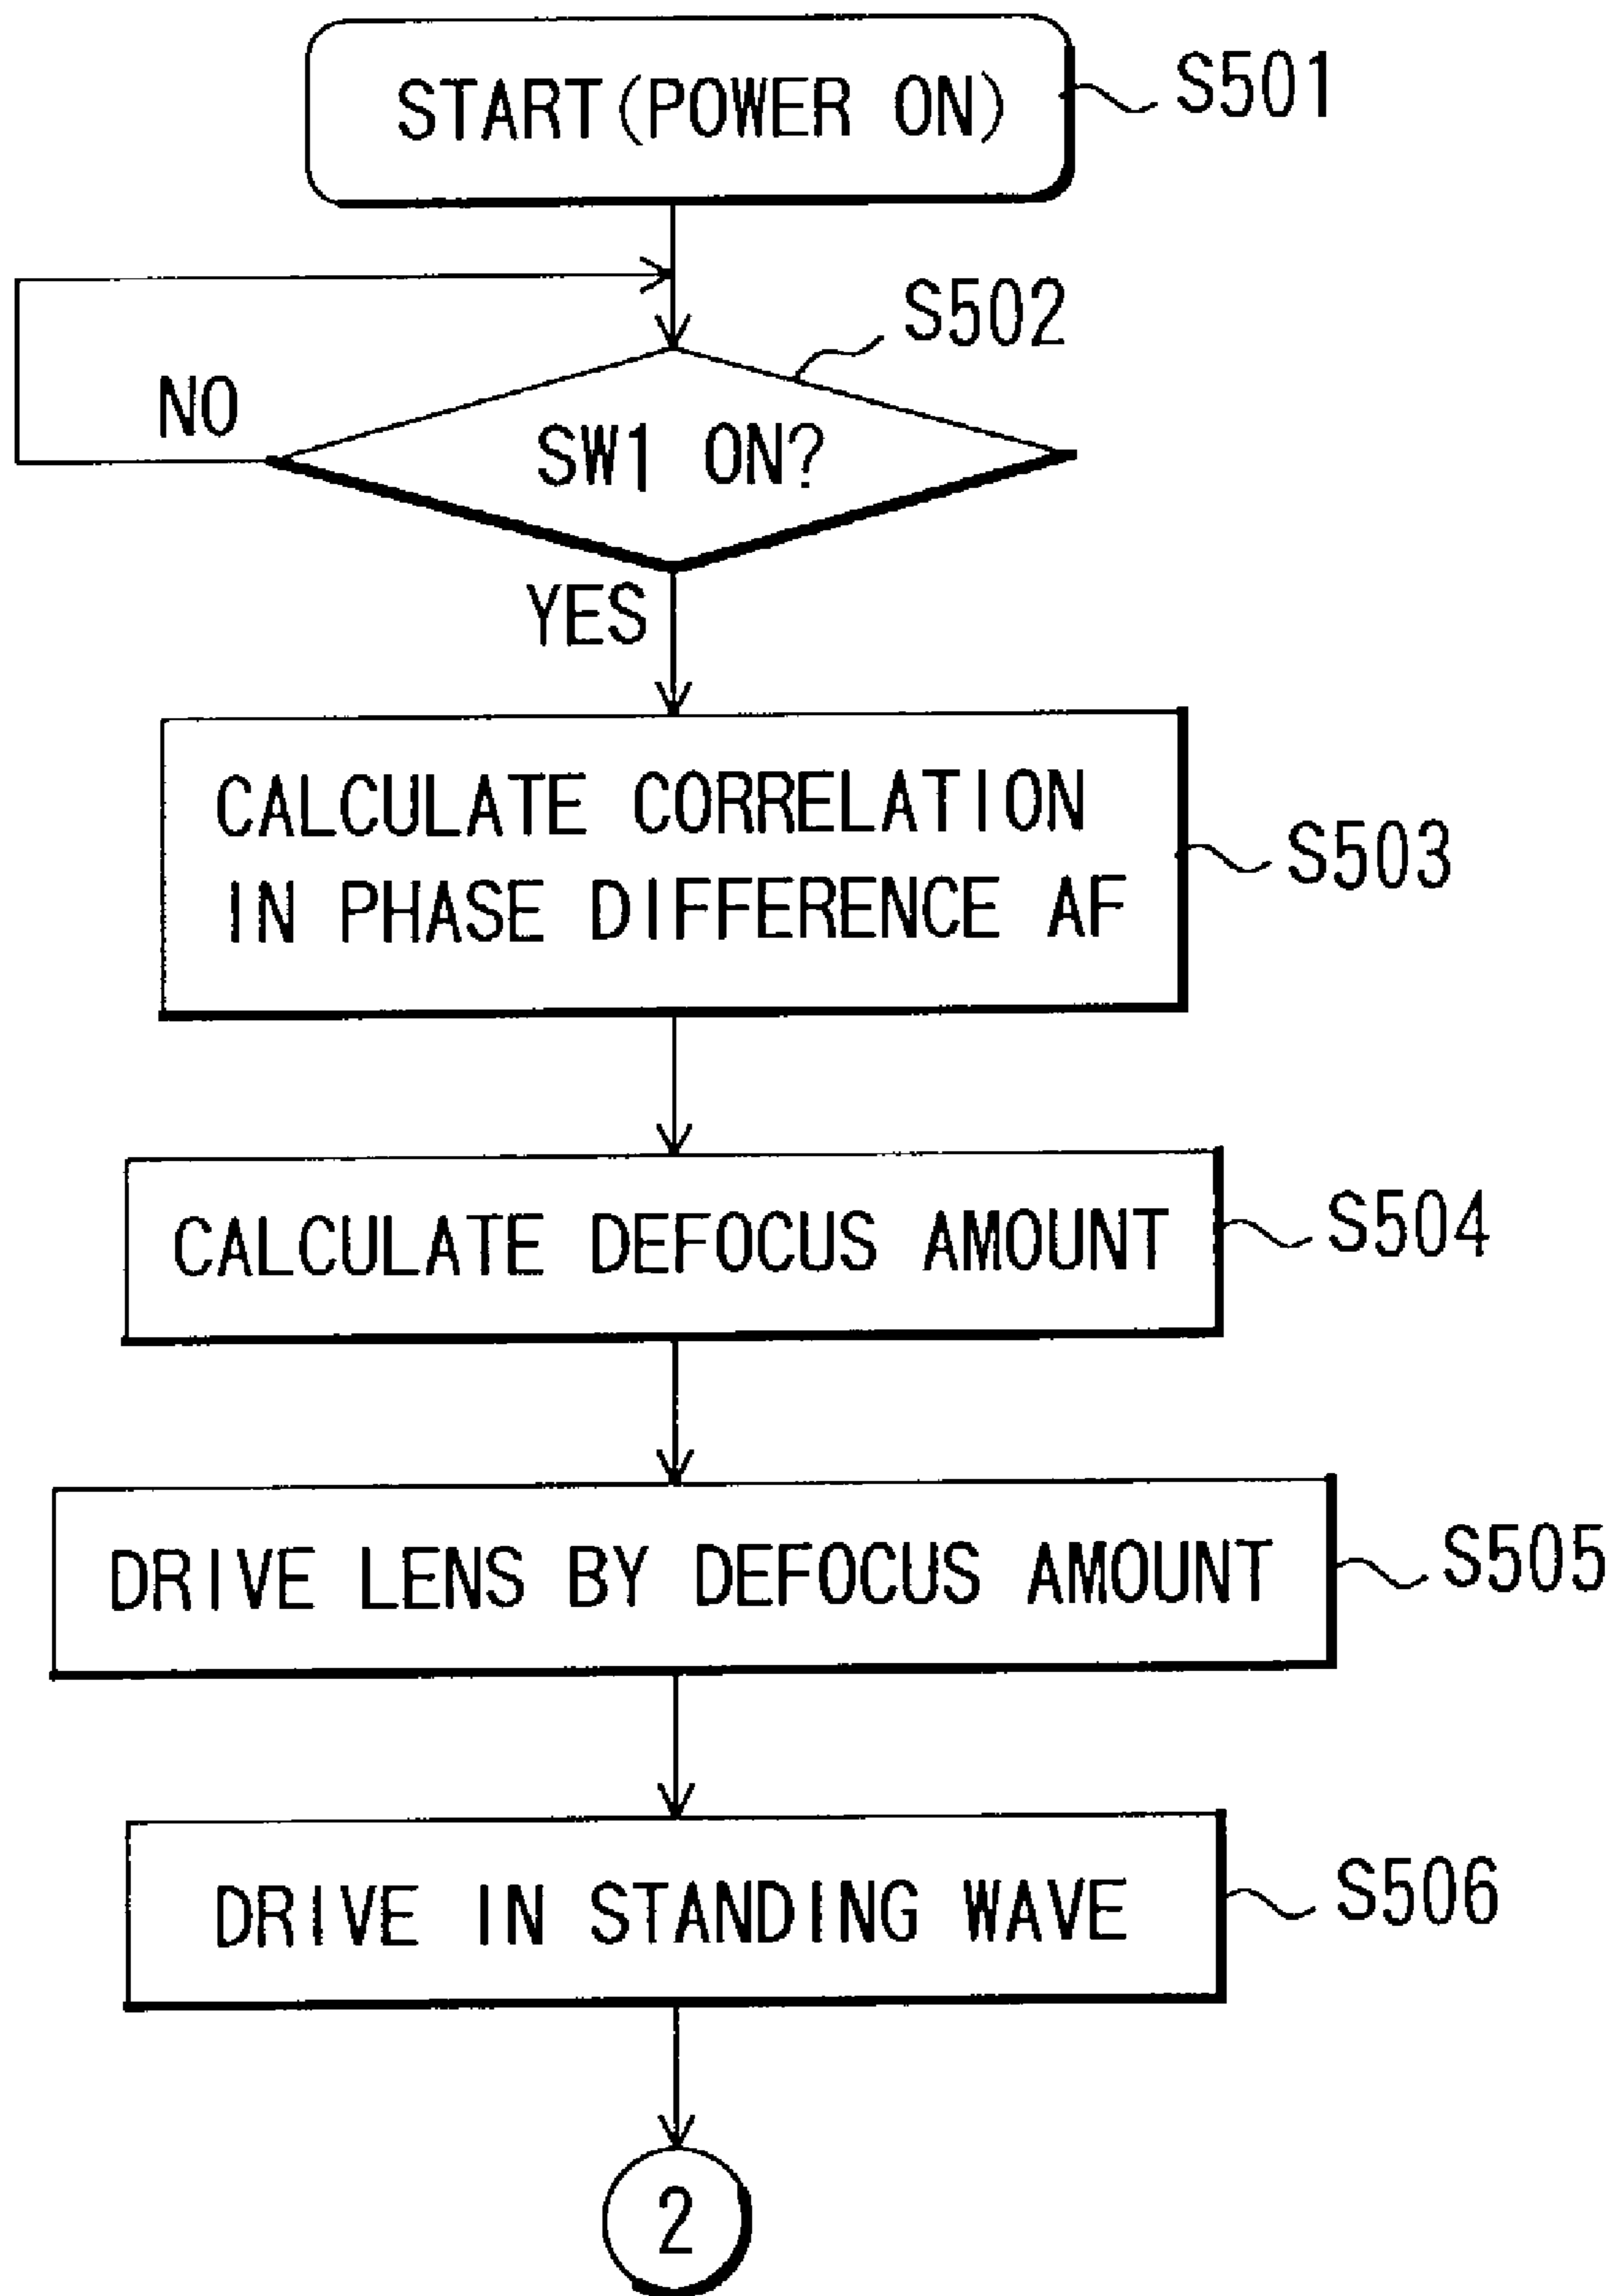 START(POWER ON)
S501
S502
NO
SW1 ON?
YES
CALCULATE CORRELATION
IN PHASE DIFFERENCE AF
S503
CALCULATE DEFOCUS AMOUNT
S504
DRIVE LENS BY DEFOCUS AMOUNT
S505
DRIVE IN STANDING WAVE
S506
2